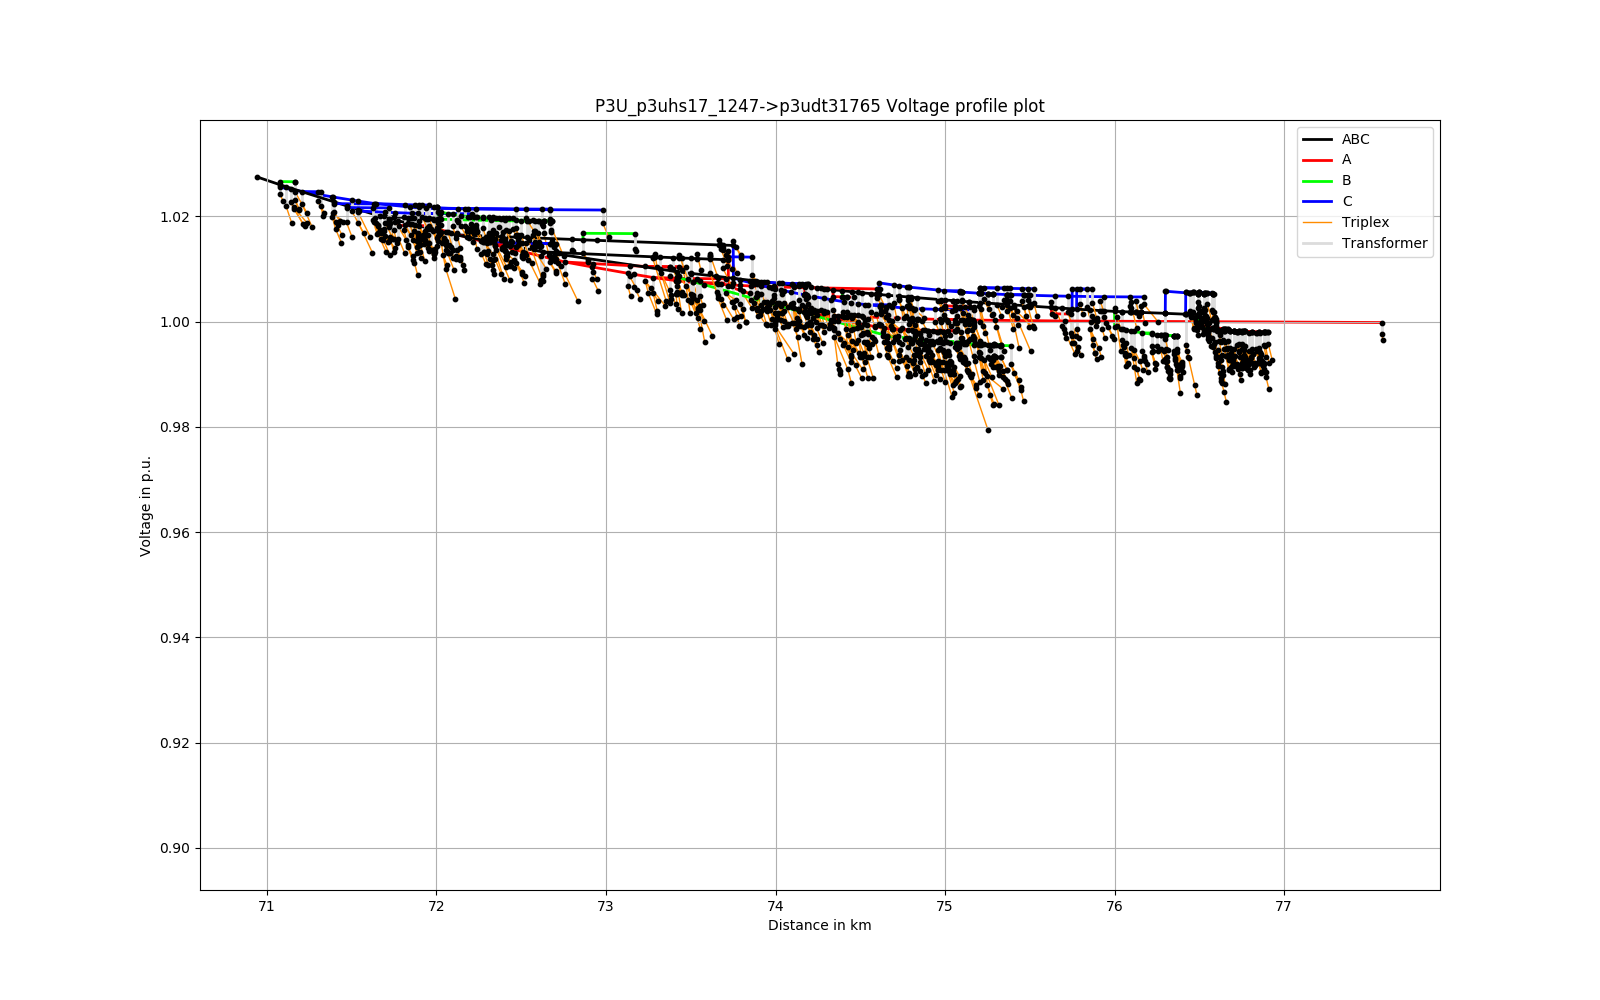 P3U_p3uhs17_1247->p3udt31765 Voltage profile plot
ABC
A
B
C
Triplex
Transformer
1.02
1.00
0.98
0.96
0.94
0.92
0.90
Voltage in p.u.
71 72 73 74 75 76 77
Distance in km